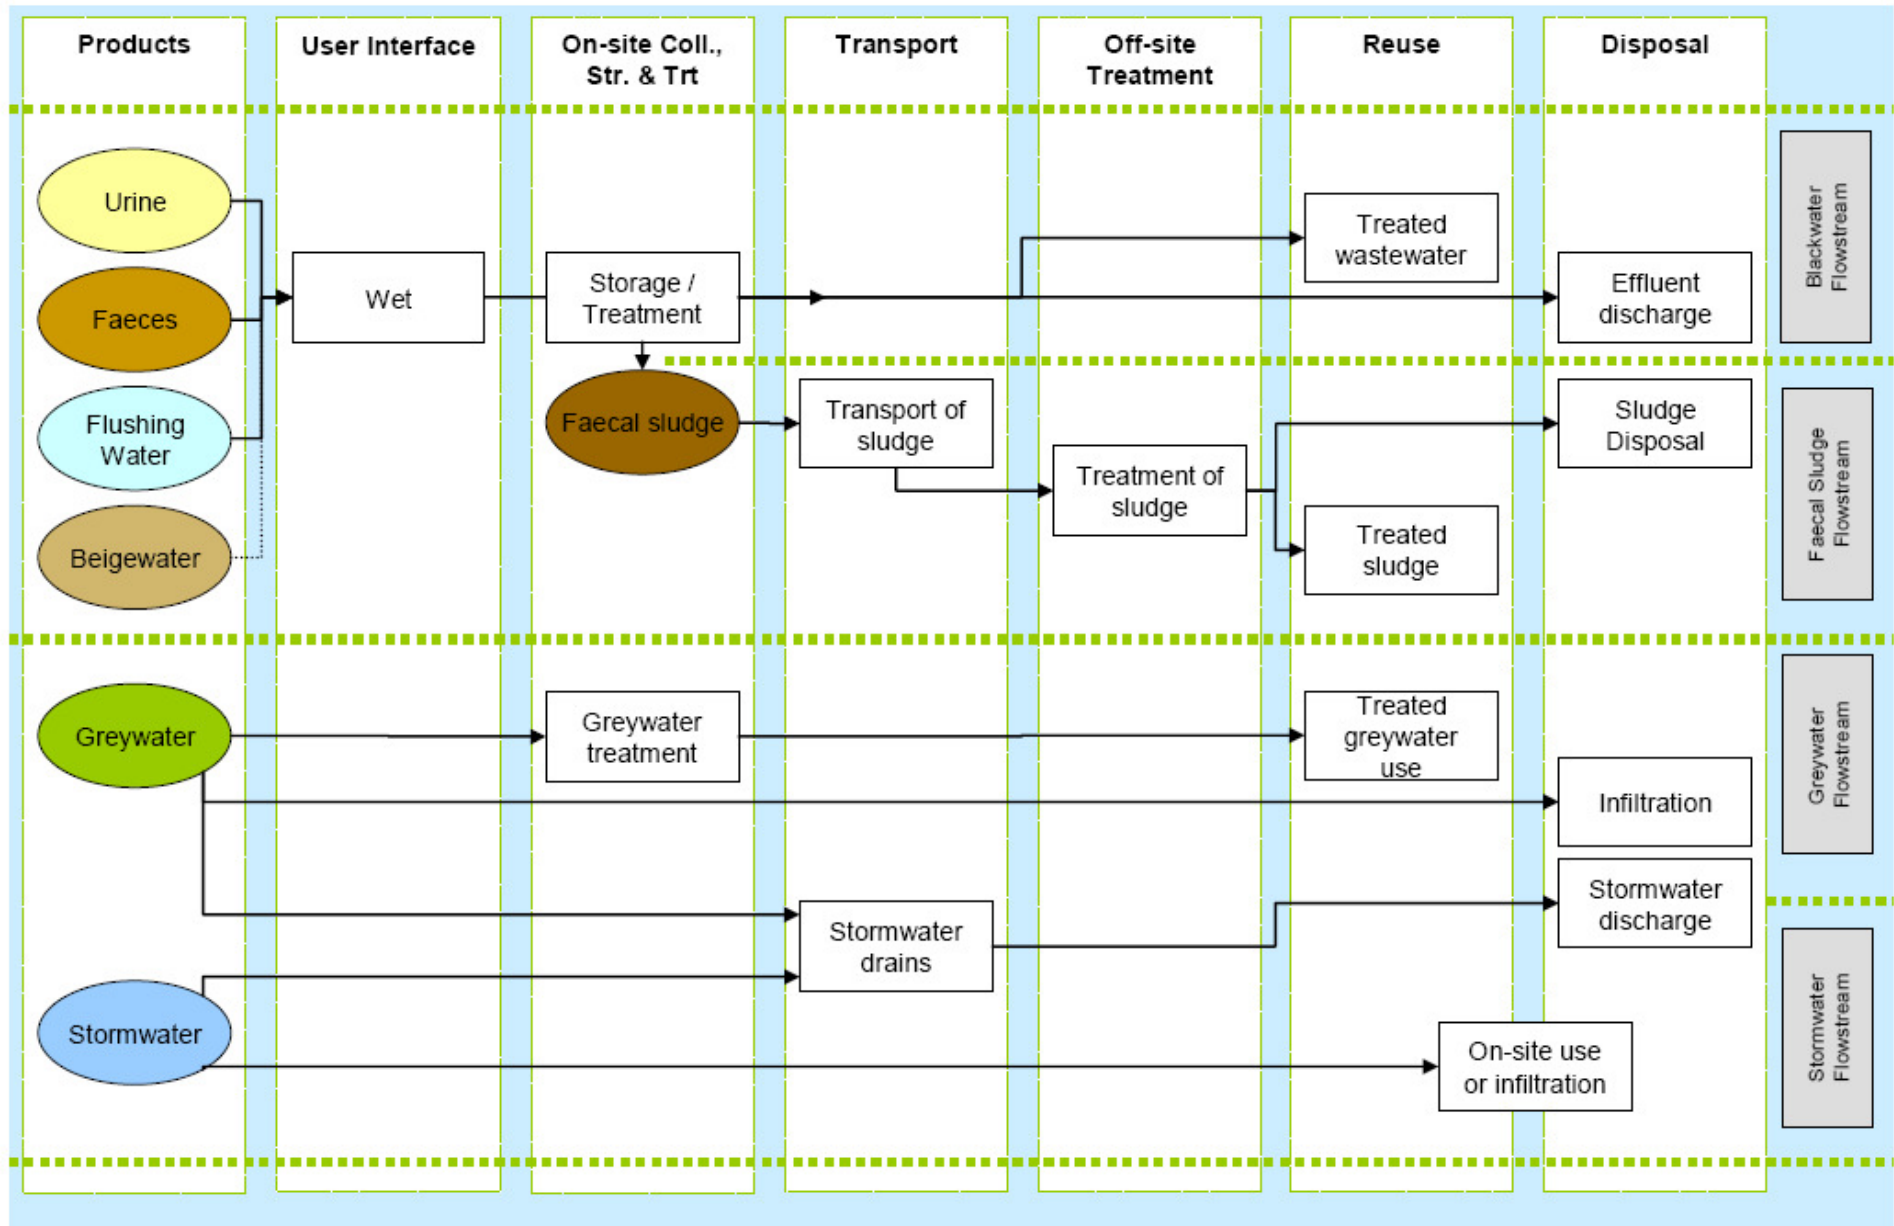 Products
User Interface
On-site Coll.,
Str. & Trt
Transport
Off-site
Treatment
Reuse
Disposal
Urine
Faeces
Flushing
Water
Beigewater
Wet
Storage /
Treatment
Treated
wastewater
Effluent
discharge
Blackwater
Flowstream
Faecal sludge
Transport of
sludge
Treatment of
sludge
Sludge
Disposal
Treated
sludge
Faecal Sludge
Flowstream
Greywater
Greywater
treatment
Treated
greywater
use
Infiltration
Greywater
Flowstream
Stormwater
drains
Stormwater
discharge
Stormwater
On-site use
or infiltration
Stormwater
Flowstream